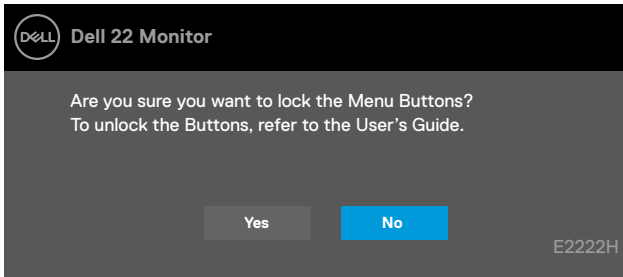 DELL Dell 22 Monitor
Are you sure you want to lock the Menu Buttons?
To unlock the Buttons, refer to the User’s Guide.
Yes No
E2222H